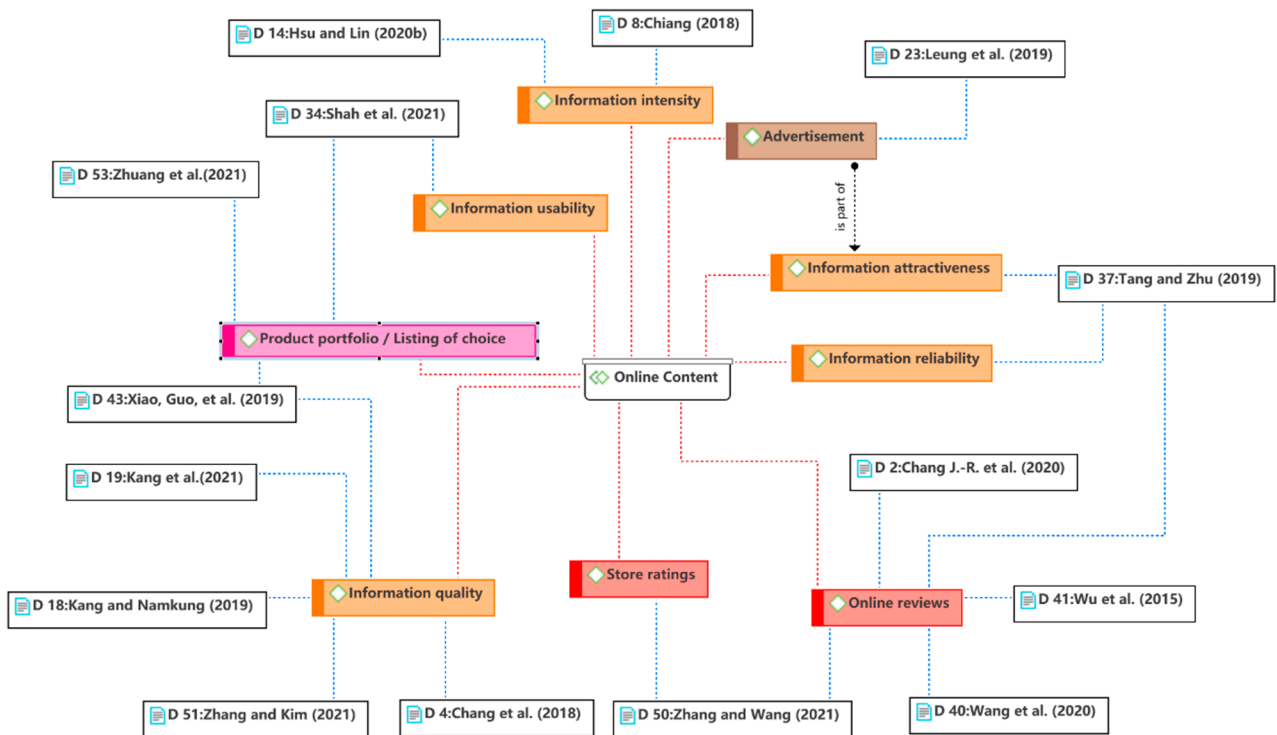 D 8:Chiang (2018)
D 14:Hsu and Lin (2020b)
D 23:Leung et al. (2019)
Information intensity
D 34:Shah et al. (2021)
Advertisement
D 53:Zhuang et al.(2021)
is part of
Information usability
Information attractiveness
D 37:Tang and Zhu (2019)
Product portfolio / Listing of choice
Information reliability
Online Content
D 43:Xiao, Guo, et al. (2019)
D 2:Chang J.-R. et al. (2020)
D 19:Kang et al.(2021)
Store ratings
Information quality
Online reviews
D 41:Wu et al. (2015)
D 18:Kang and Namkung (2019)
D 51:Zhang and Kim (2021)
D 4:Chang et al. (2018)
D 50:Zhang and Wang (2021)
D 40:Wang et al. (2020)